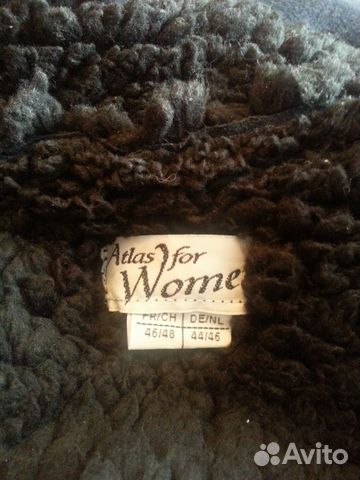 Atlas for
Wome
FR/CH DE/NL
46/48 44/46
Avito